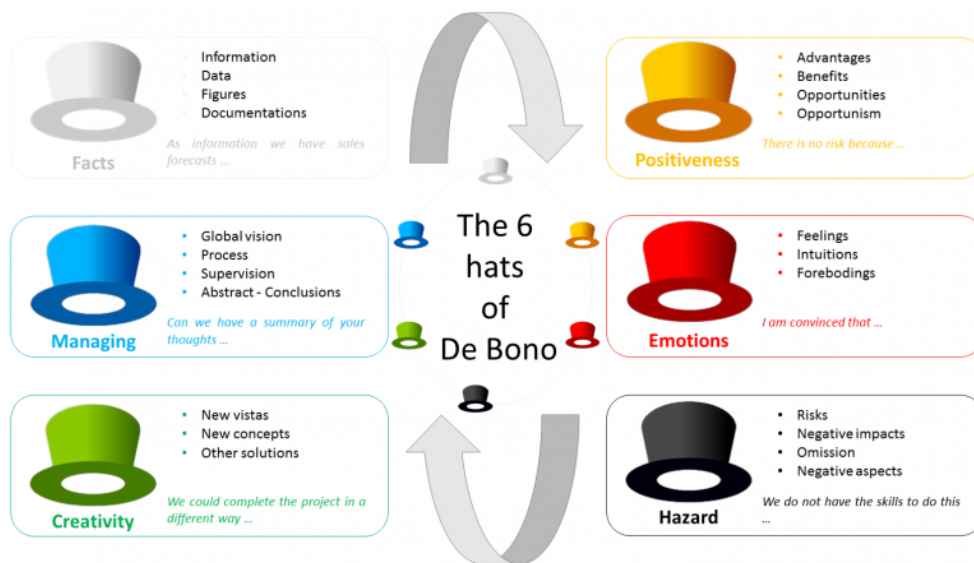 Information
Data
Figures
Documentations
As information we have sales
forecasts ...
Facts
Global vision
Process
Supervision
Abstract - Conclusions
Can we have a summary of your
thoughts ...
Managing
New vistas
New concepts
Other solutions
We could complete the project in a
different way ...
Creativity
The 6
hats
of
De Bono
Advantages
Benefits
Opportunities
Opportunism
There is no risk because ...
Positiveness
Feelings
Intuitions
Forebodings
I am convinced that ...
Emotions
Risks
Negative impacts
Omission
Negative aspects
We do not have the skills to do this
...
Hazard